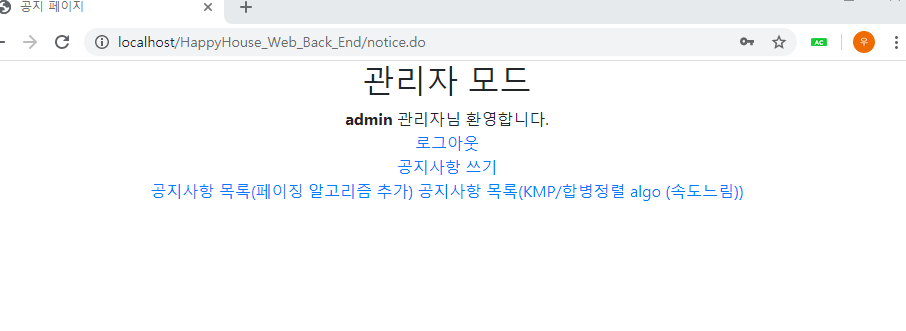 공지 페이지
localhost/HappyHouse_Web_Back_End/notice.do
AC
우
관리자 모드
admin 관리자님 환영합니다.
로그아웃
공지사항 쓰기
공지사항 목록(페이징 알고리즘 추가) 공지사항 목록(KMP/합병정렬 algo (속도느림))